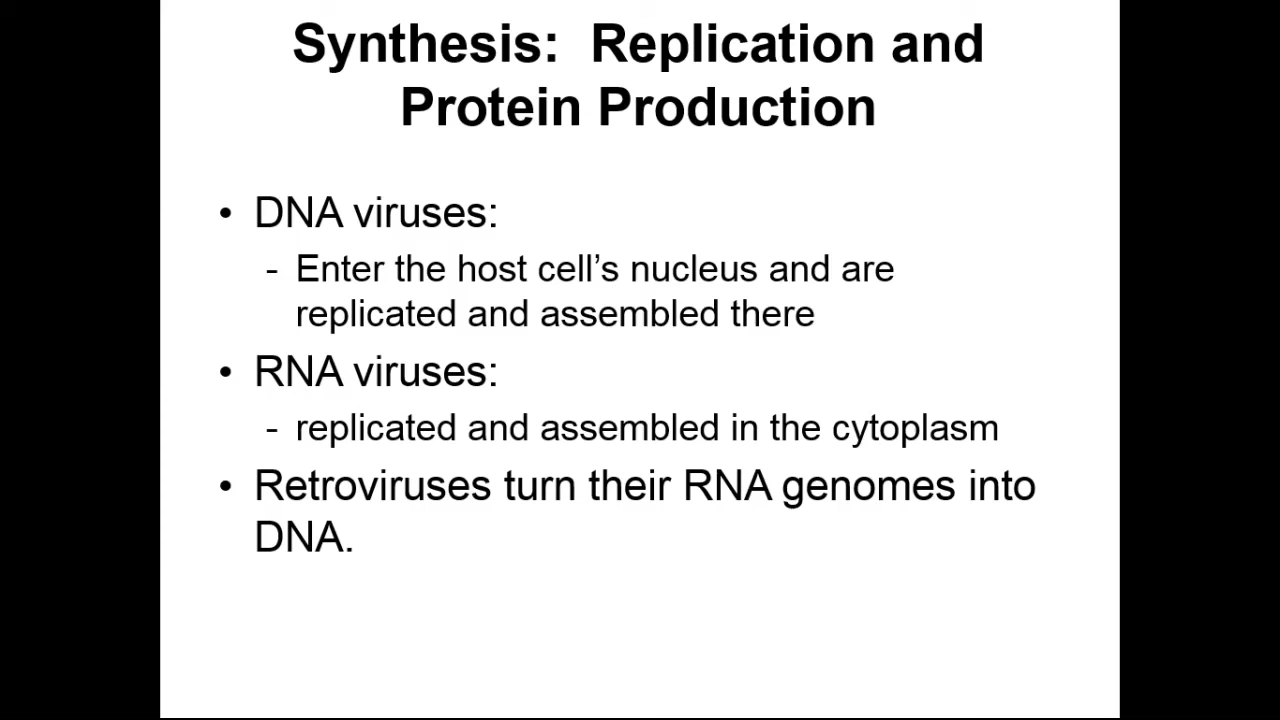 Synthesis:  Replication and
Protein Production
• DNA viruses:
- Enter the host cell’s nucleus and are
replicated and assembled there
• RNA viruses:
- replicated and assembled in the cytoplasm
• Retroviruses turn their RNA genomes into
DNA.